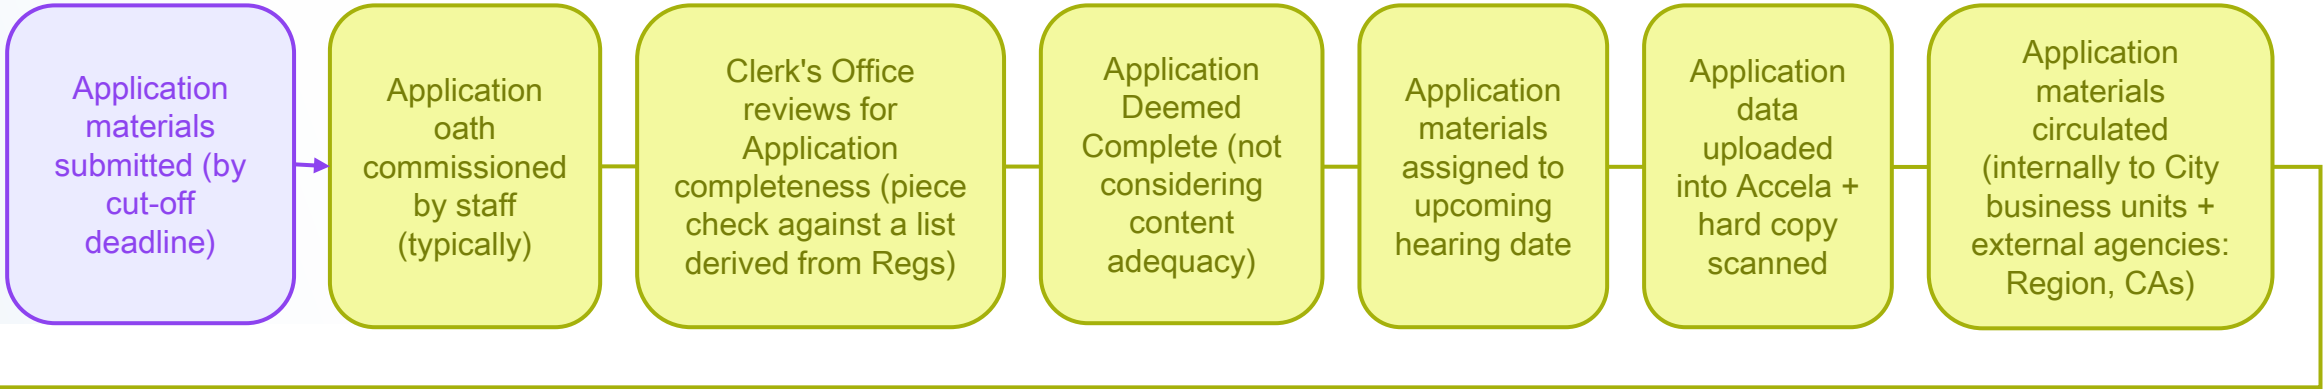 Application
materials
submitted (by
cut-off
deadline)
Application
oath
commissioned
by staff
(typically)
Clerk's Office
reviews for
Application
completeness (piece
check against a list
derived from Regs)
Application
Deemed
Complete (not
considering
content
adequacy)
Application
materials
assigned to
upcoming
hearing date
Application
data
uploaded
into Accela +
hard copy
scanned
Application
materials
circulated
(internally to City
business units +
external agencies:
Region, CAs)